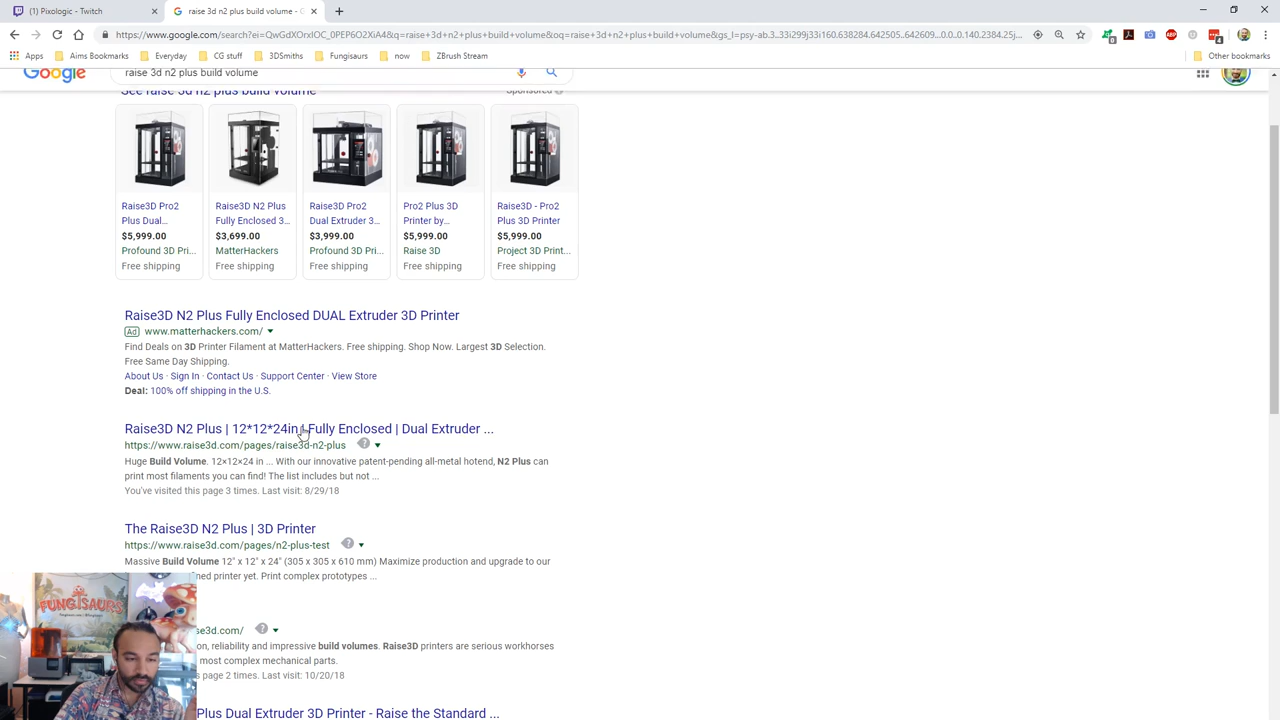 (1) Pixologic - Twitch
raise 3d n2 plus build volume - G
https://www.google.com/search?ei=QwGdXOrxIOC_0PEP6O2XiA4&q=raise+3d+n2+plus+build+volume&oq=raise+3d+n2+plus+build+volume&gs_l=psy-ab.3..33i299j33i160.638284.642505..642609...0.0..0.140.2384.25j...
Apps
Aims Bookmarks
Everyday
CG stuff
3DSmiths
Fungisaurs
now
ZBrush Stream
Other bookmarks
Google
raise 3d n2 plus build volume
See raise 3d n2 plus build volume
Sponsored
Raise3D Pro2
Plus Dual...
$5,999.00
Profound 3D Pri...
Free shipping
Raise3D N2 Plus
Fully Enclosed 3...
$3,699.00
MatterHackers
Free shipping
Raise3D Pro2
Dual Extruder 3...
$3,999.00
Profound 3D Pri...
Free shipping
Pro2 Plus 3D
Printer by...
$5,999.00
Raise 3D
Free shipping
Raise3D - Pro2
Plus 3D Printer
$5,999.00
Project 3D Print...
Free shipping
Raise3D N2 Plus Fully Enclosed DUAL Extruder 3D Printer
Ad www.matterhackers.com/
Find Deals on 3D Printer Filament at MatterHackers. Free shipping. Shop Now. Largest 3D Selection.
Free Same Day Shipping.
About Us · Sign In · Contact Us · Support Center · View Store
Deal: 100% off shipping in the U.S.
Raise3D N2 Plus | 12*12*24in | Fully Enclosed | Dual Extruder ...
https://www.raise3d.com/pages/raise3d-n2-plus
Huge Build Volume. 12×12×24 in ... With our innovative patent-pending all-metal hotend, N2 Plus can
print most filaments you can find! The list includes but not ...
You've visited this page 3 times. Last visit: 8/29/18
The Raise3D N2 Plus | 3D Printer
https://www.raise3d.com/pages/n2-plus-test
Massive Build Volume 12" x 12" x 24" (305 x 305 x 610 mm) Maximize production and upgrade to our
ned printer yet. Print complex prototypes ...
FUNGISAURS
se3d.com/
on, reliability and impressive build volumes. Raise3D printers are serious workhorses
most complex mechanical parts.
s page 2 times. Last visit: 10/20/18
Plus Dual Extruder 3D Printer - Raise the Standard ...